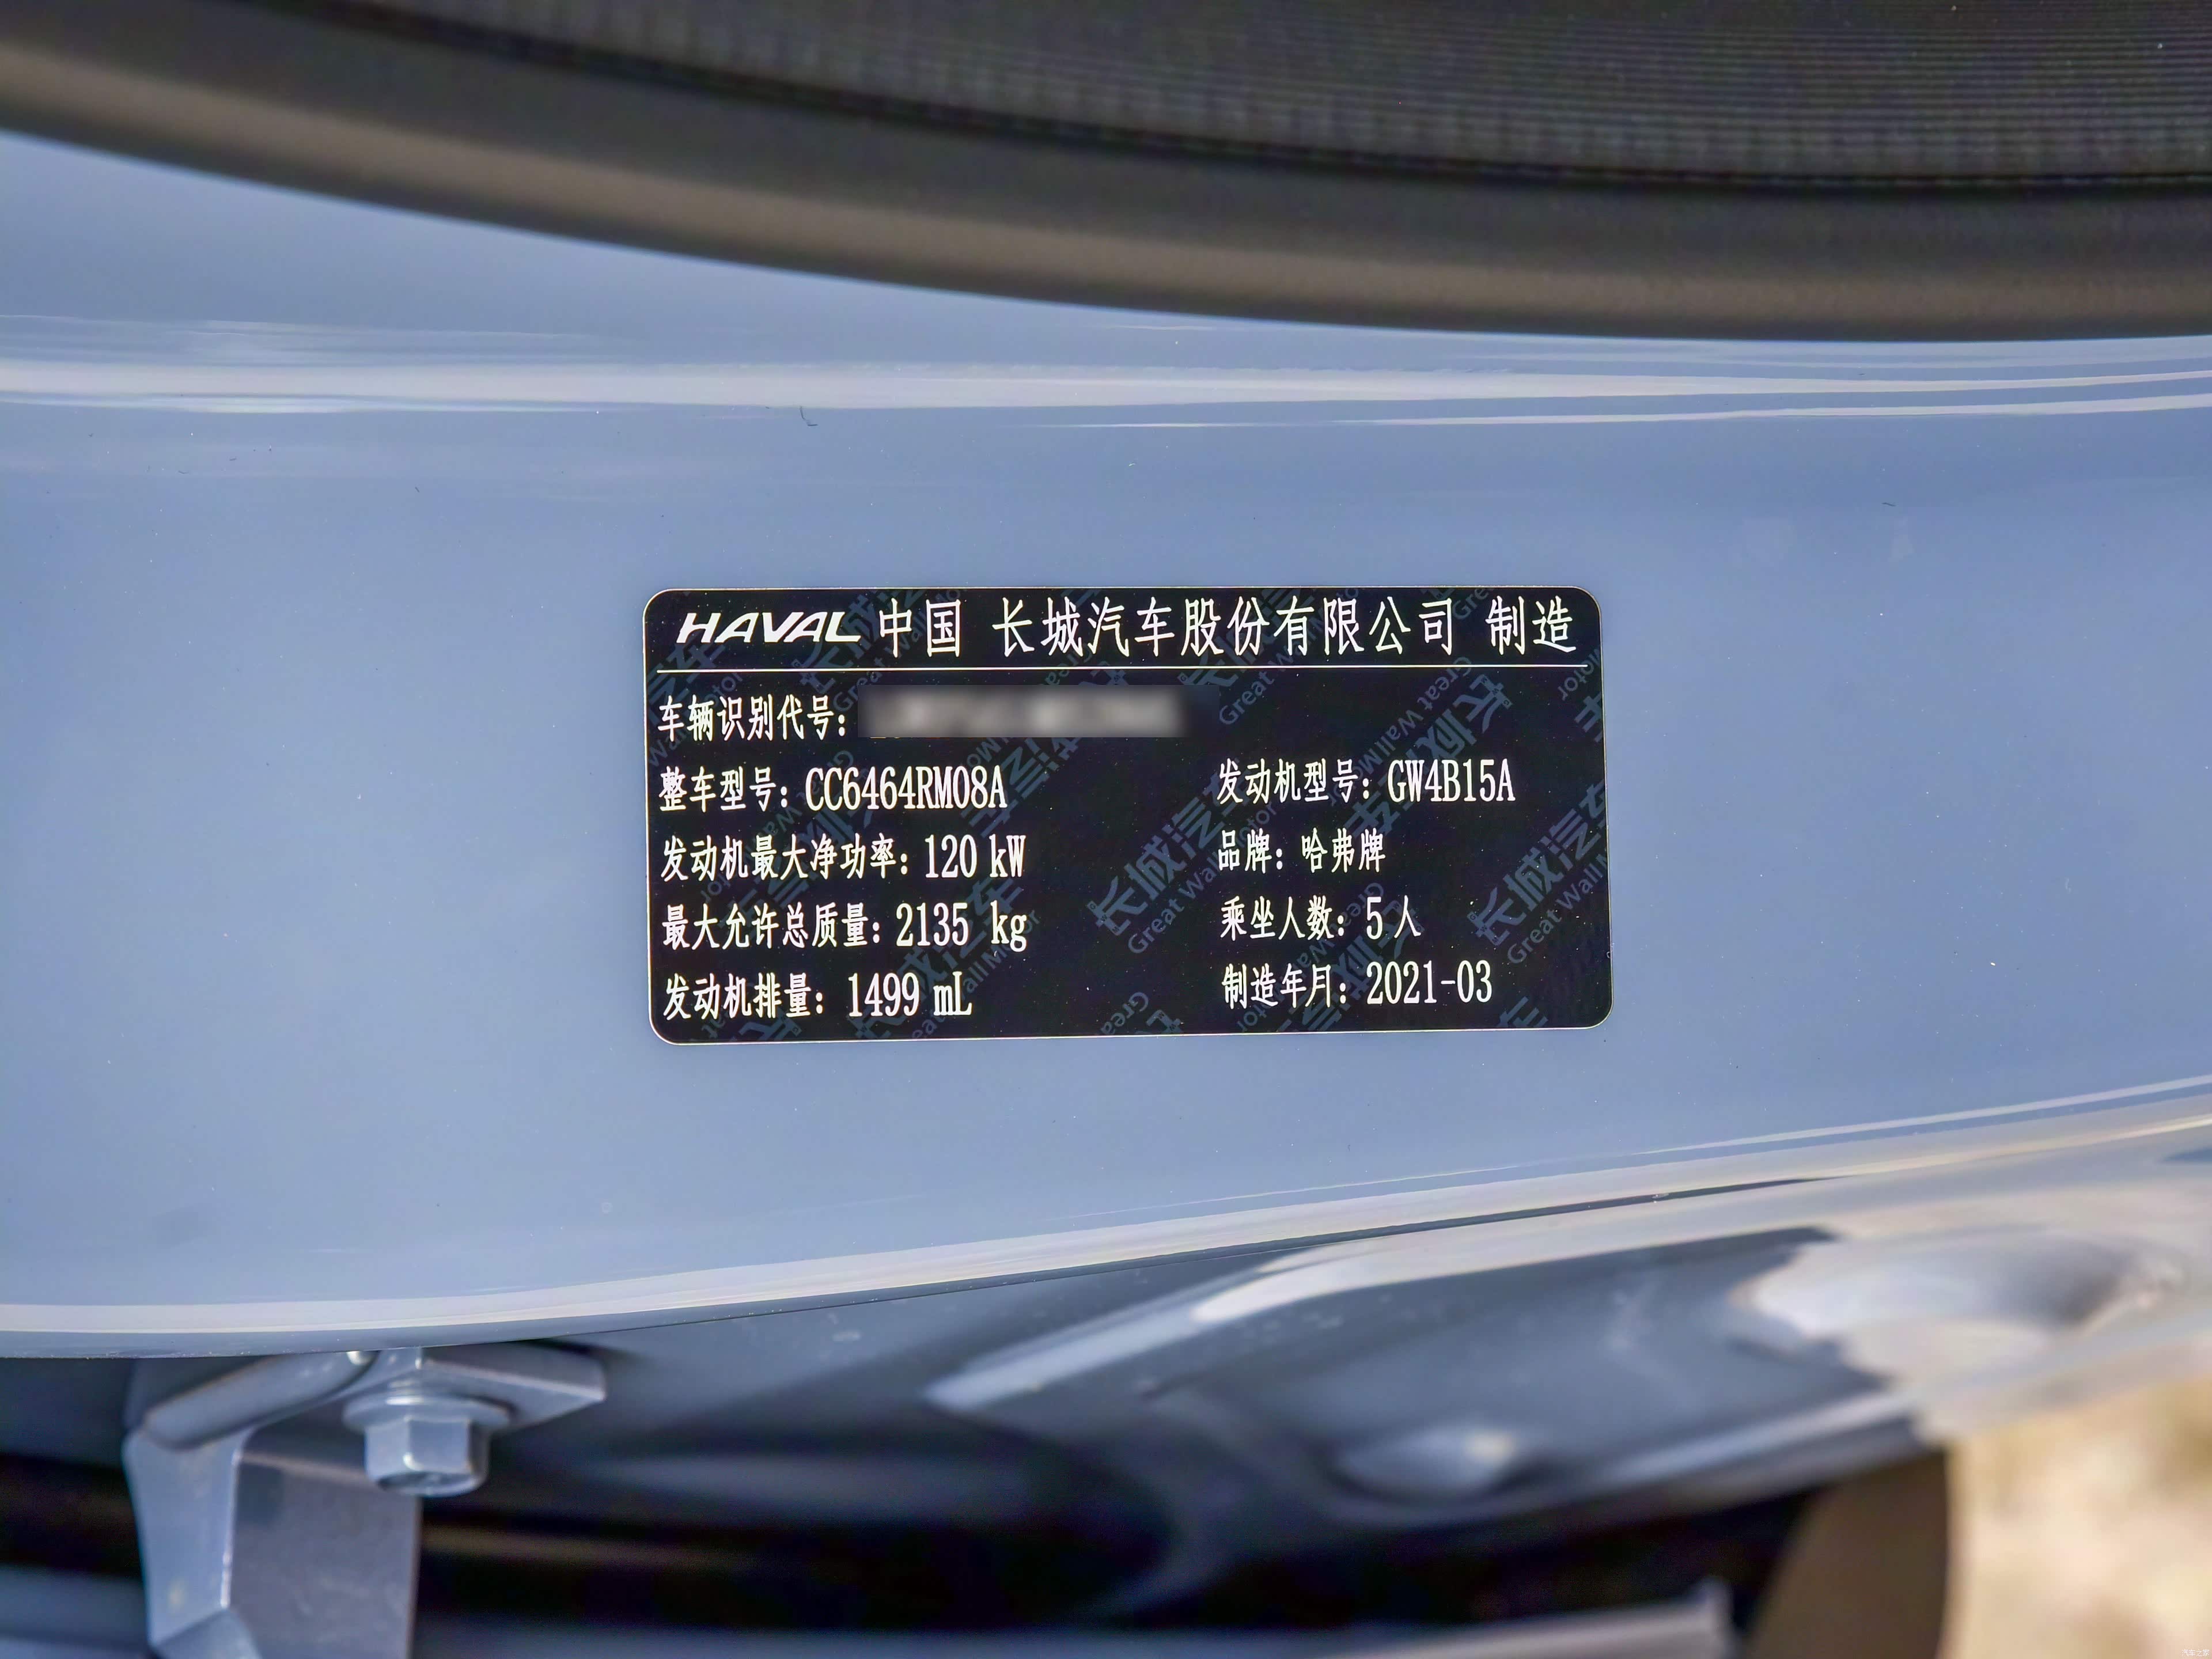 HAVAL 中国 长城汽车股份有限公司 制造
车辆识别代号：
整车型号：CC6464RM08A 发动机型号：GW4B15A
发动机最大净功率：120 kW 品牌：哈弗牌
最大允许总质量：2135 kg 乘坐人数：5 人
发动机排量：1499 mL 制造年月：2021-03